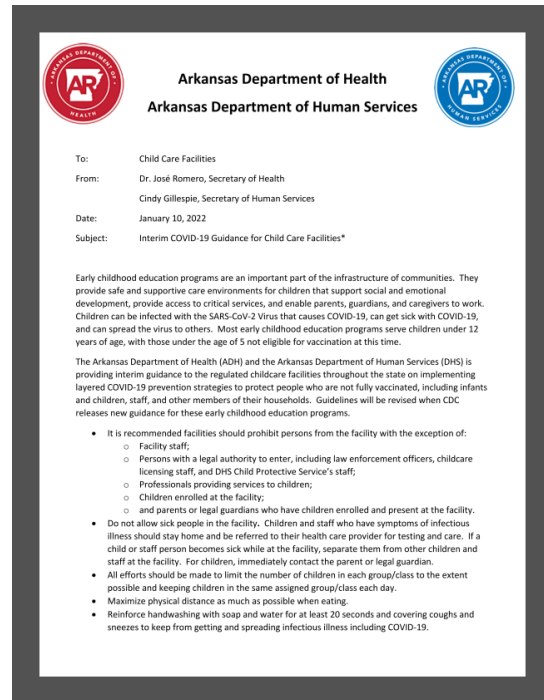 ARKANSAS DEPARTMENT OF
AR
HEALTH
Arkansas Department of Health
Arkansas Department of Human Services
ARKANSAS DEPARTMENT OF
AR
HUMAN SERVICES
To: Child Care Facilities
From: Dr. José Romero, Secretary of Health
Cindy Gillespie, Secretary of Human Services
Date: January 10, 2022
Subject: Interim COVID-19 Guidance for Child Care Facilities*
Early childhood education programs are an important part of the infrastructure of communities. They
provide safe and supportive care environments for children that support social and emotional
development, provide access to critical services, and enable parents, guardians, and caregivers to work.
Children can be infected with the SARS-CoV-2 Virus that causes COVID-19, can get sick with COVID-19,
and can spread the virus to others. Most early childhood education programs serve children under 12
years of age, with those under the age of 5 not eligible for vaccination at this time.
The Arkansas Department of Health (ADH) and the Arkansas Department of Human Services (DHS) is
providing interim guidance to the regulated childcare facilities throughout the state on implementing
layered COVID-19 prevention strategies to protect people who are not fully vaccinated, including infants
and children, staff, and other members of their households. Guidelines will be revised when CDC
releases new guidance for these early childhood education programs.
• It is recommended facilities should prohibit persons from the facility with the exception of:
o Facility staff;
o Persons with a legal authority to enter, including law enforcement officers, childcare
licensing staff, and DHS Child Protective Service's staff;
o Professionals providing services to children;
o Children enrolled at the facility;
o and parents or legal guardians who have children enrolled and present at the facility.
• Do not allow sick people in the facility. Children and staff who have symptoms of infectious
illness should stay home and be referred to their health care provider for testing and care. If a
child or staff person becomes sick while at the facility, separate them from other children and
staff at the facility. For children, immediately contact the parent or legal guardian.
• All efforts should be made to limit the number of children in each group/class to the extent
possible and keeping children in the same assigned group/class each day.
• Maximize physical distance as much as possible when eating.
• Reinforce handwashing with soap and water for at least 20 seconds and covering coughs and
sneezes to keep from getting and spreading infectious illness including COVID-19.